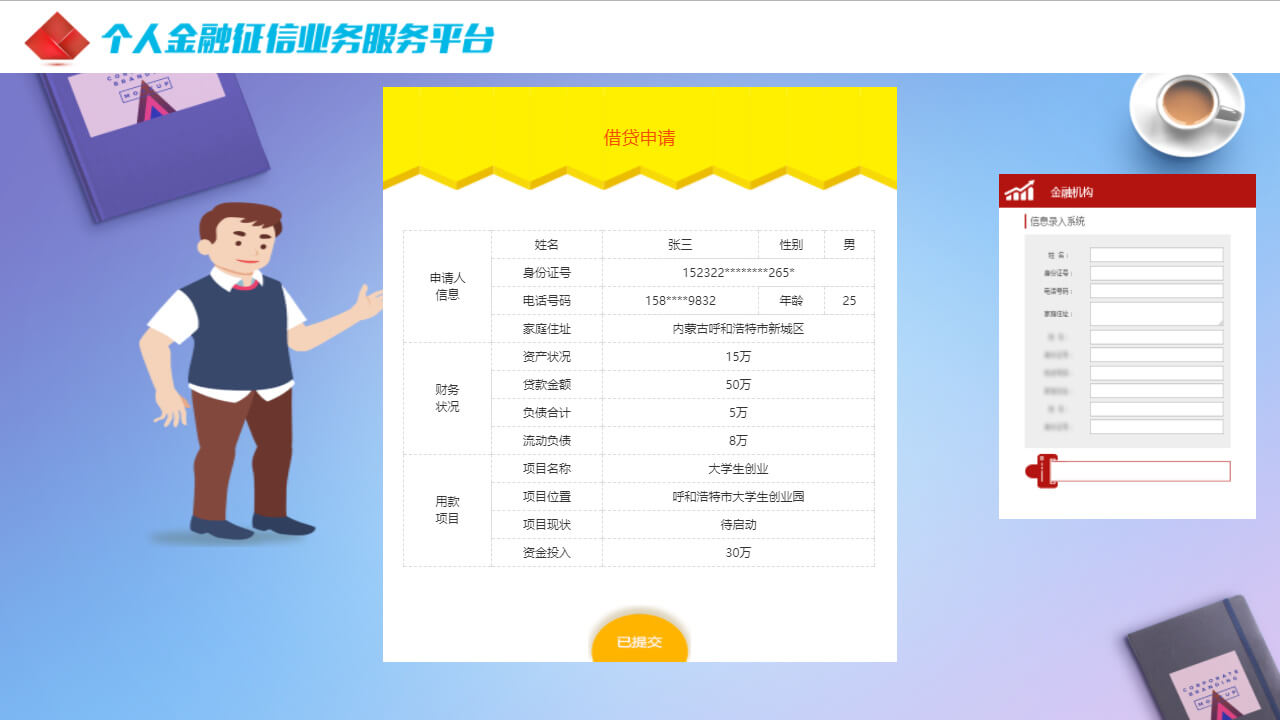 个人金融征信业务服务平台
CORPORATE
BRANDING
MOCKUP
借贷申请
申请人信息
姓名 张三 性别 男
身份证号 152322********265*
电话号码 158****9832 年龄 25
家庭住址 内蒙古呼和浩特市新城区
财务状况
资产状况 15万
贷款金额 50万
负债合计 5万
流动负债 8万
用款项目
项目名称 大学生创业
项目位置 呼和浩特市大学生创业园
项目现状 待启动
资金投入 30万
已提交
金融机构
信息录入系统
姓 名：
身份证号：
电话号码：
家庭住址：
CORPORATE
BRANDING
MOCKUP